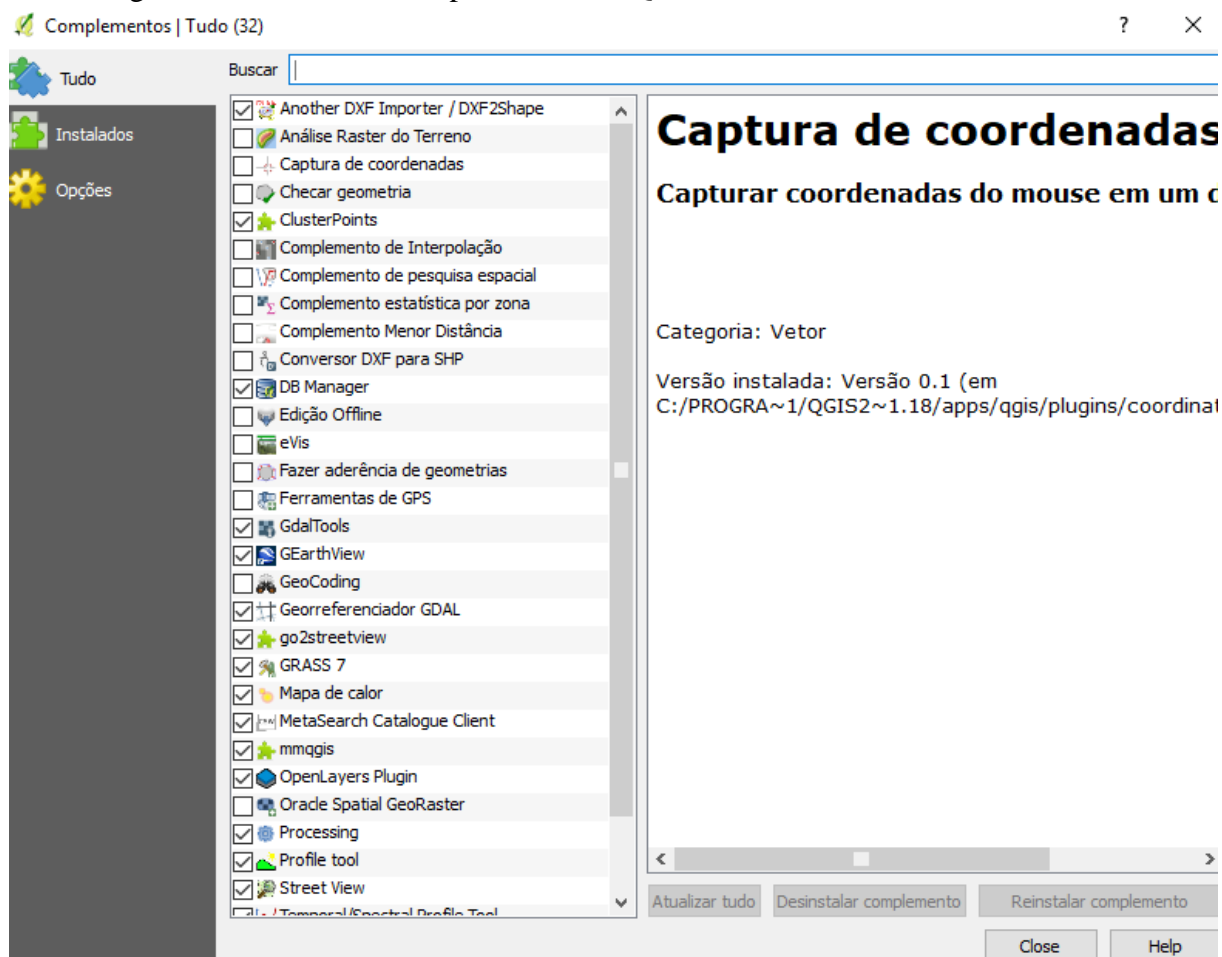 Complementos | Tudo (32)
?
Tudo
Instalados
Opções
Buscar
Another DXF Importer / DXF2Shape
Análise Raster do Terreno
Captura de coordenadas
Checar geometria
ClusterPoints
Complemento de Interpolação
Complemento de pesquisa espacial
Complemento estatística por zona
Complemento Menor Distância
Conversor DXF para SHP
DB Manager
Edição Offline
eVis
Fazer aderência de geometrias
Ferramentas de GPS
GdalTools
GEarthView
GeoCoding
Georreferenciador GDAL
go2streetview
GRASS 7
Mapa de calor
MetaSearch Catalogue Client
mmqgis
OpenLayers Plugin
Oracle Spatial GeoRaster
Processing
Profile tool
Street View
Temporal/Spectral Profile Tool
Captura de coordenadas
Capturar coordenadas do mouse em um
Categoria: Vetor
Versão instalada: Versão 0.1 (em
C:/PROGRA~1/QGIS2~1.18/apps/qgis/plugins/coordinat
Atualizar tudo
Desinstalar complemento
Reinstalar complemento
Close
Help